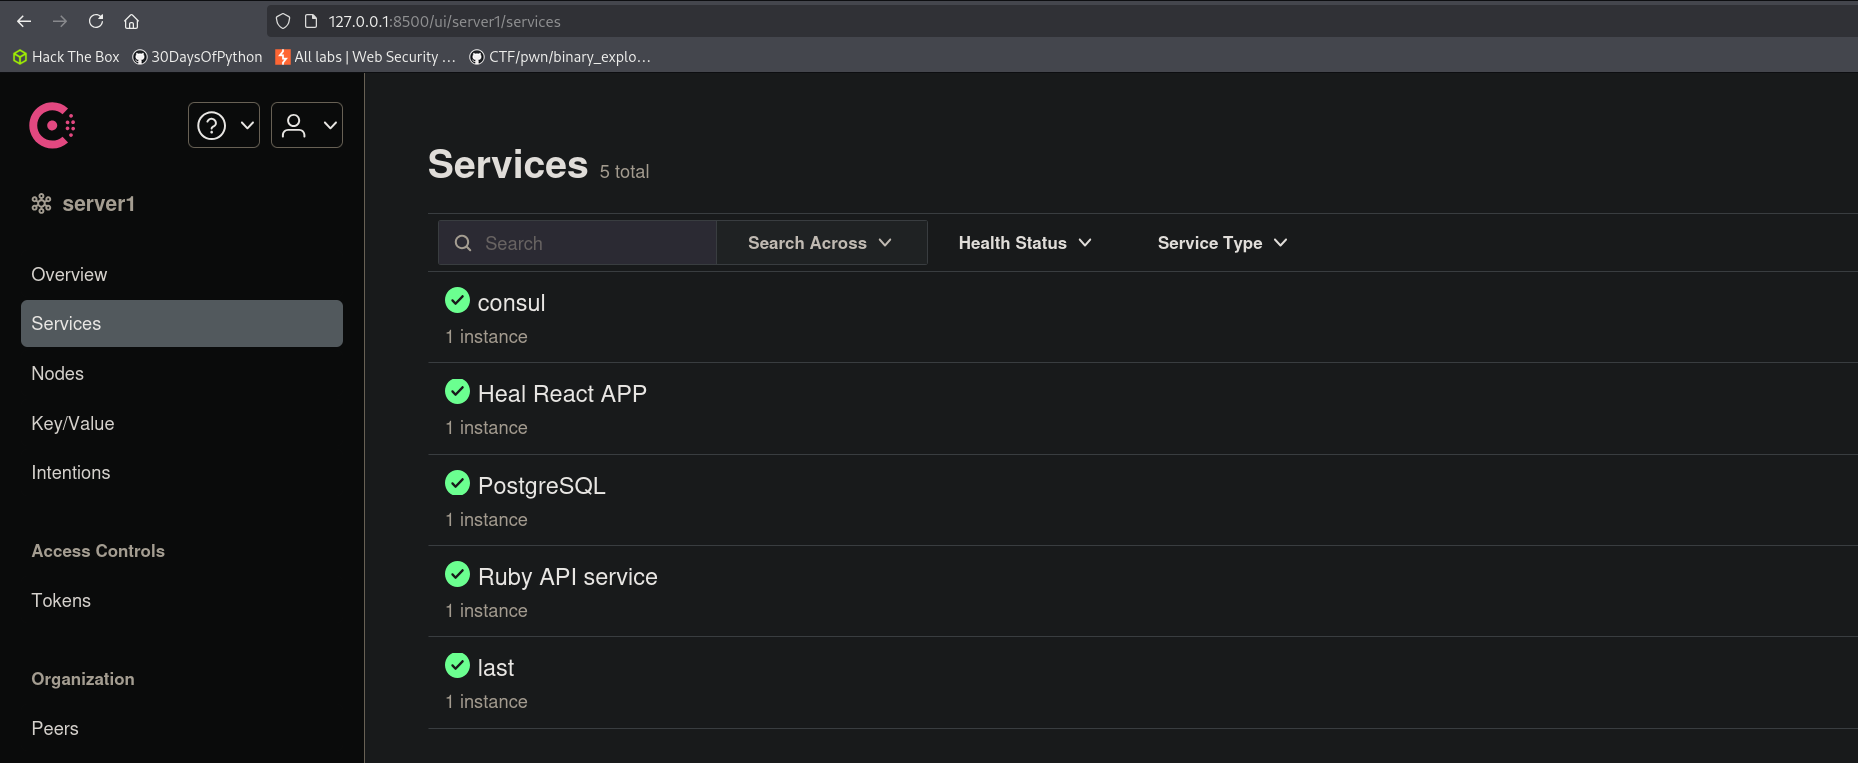 127.0.0.1:8500/ui/server1/services
Hack The Box 30DaysOfPython All labs | Web Security … CTF/pwn/binary_explo…
server1
Overview
Services
Nodes
Key/Value
Intentions
Access Controls
Tokens
Organization
Peers
Services 5 total
Search Search Across Health Status Service Type
consul
1 instance
Heal React APP
1 instance
PostgreSQL
1 instance
Ruby API service
1 instance
last
1 instance